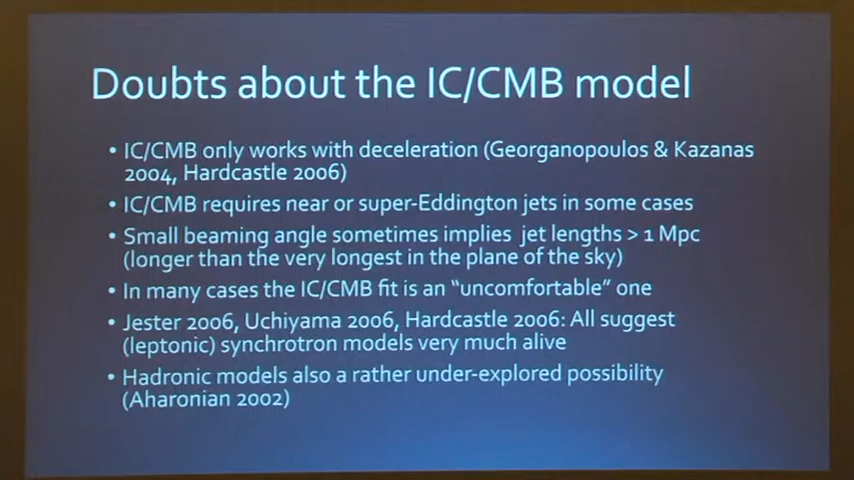 Doubts about the IC/CMB model
• IC/CMB only works with deceleration (Georganopoulos & Kazanas
2004, Hardcastle 2006)
• IC/CMB requires near or super-Eddington jets in some cases
• Small beaming angle sometimes implies jet lengths > 1 Mpc
(longer than the very longest in the plane of the sky)
• In many cases the IC/CMB fit is an “uncomfortable” one
• Jester 2006, Uchiyama 2006, Hardcastle 2006: All suggest
(leptonic) synchrotron models very much alive
• Hadronic models also a rather under-explored possibility
(Aharonian 2002)